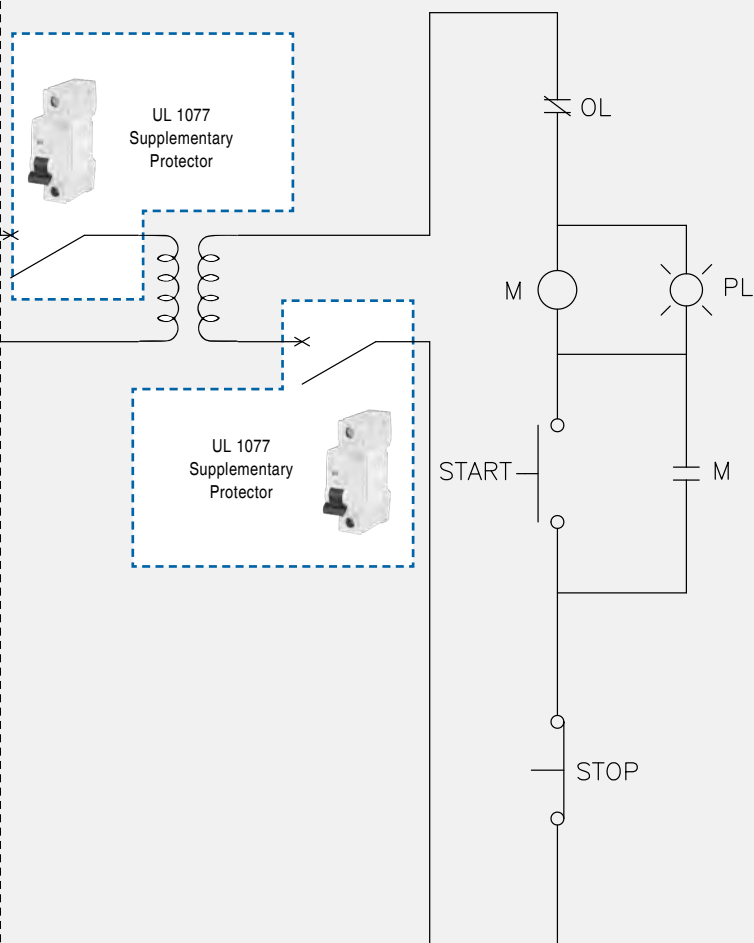 UL 1077
Supplementary
Protector
OL
M
PL
UL 1077
Supplementary
Protector
START
M
STOP